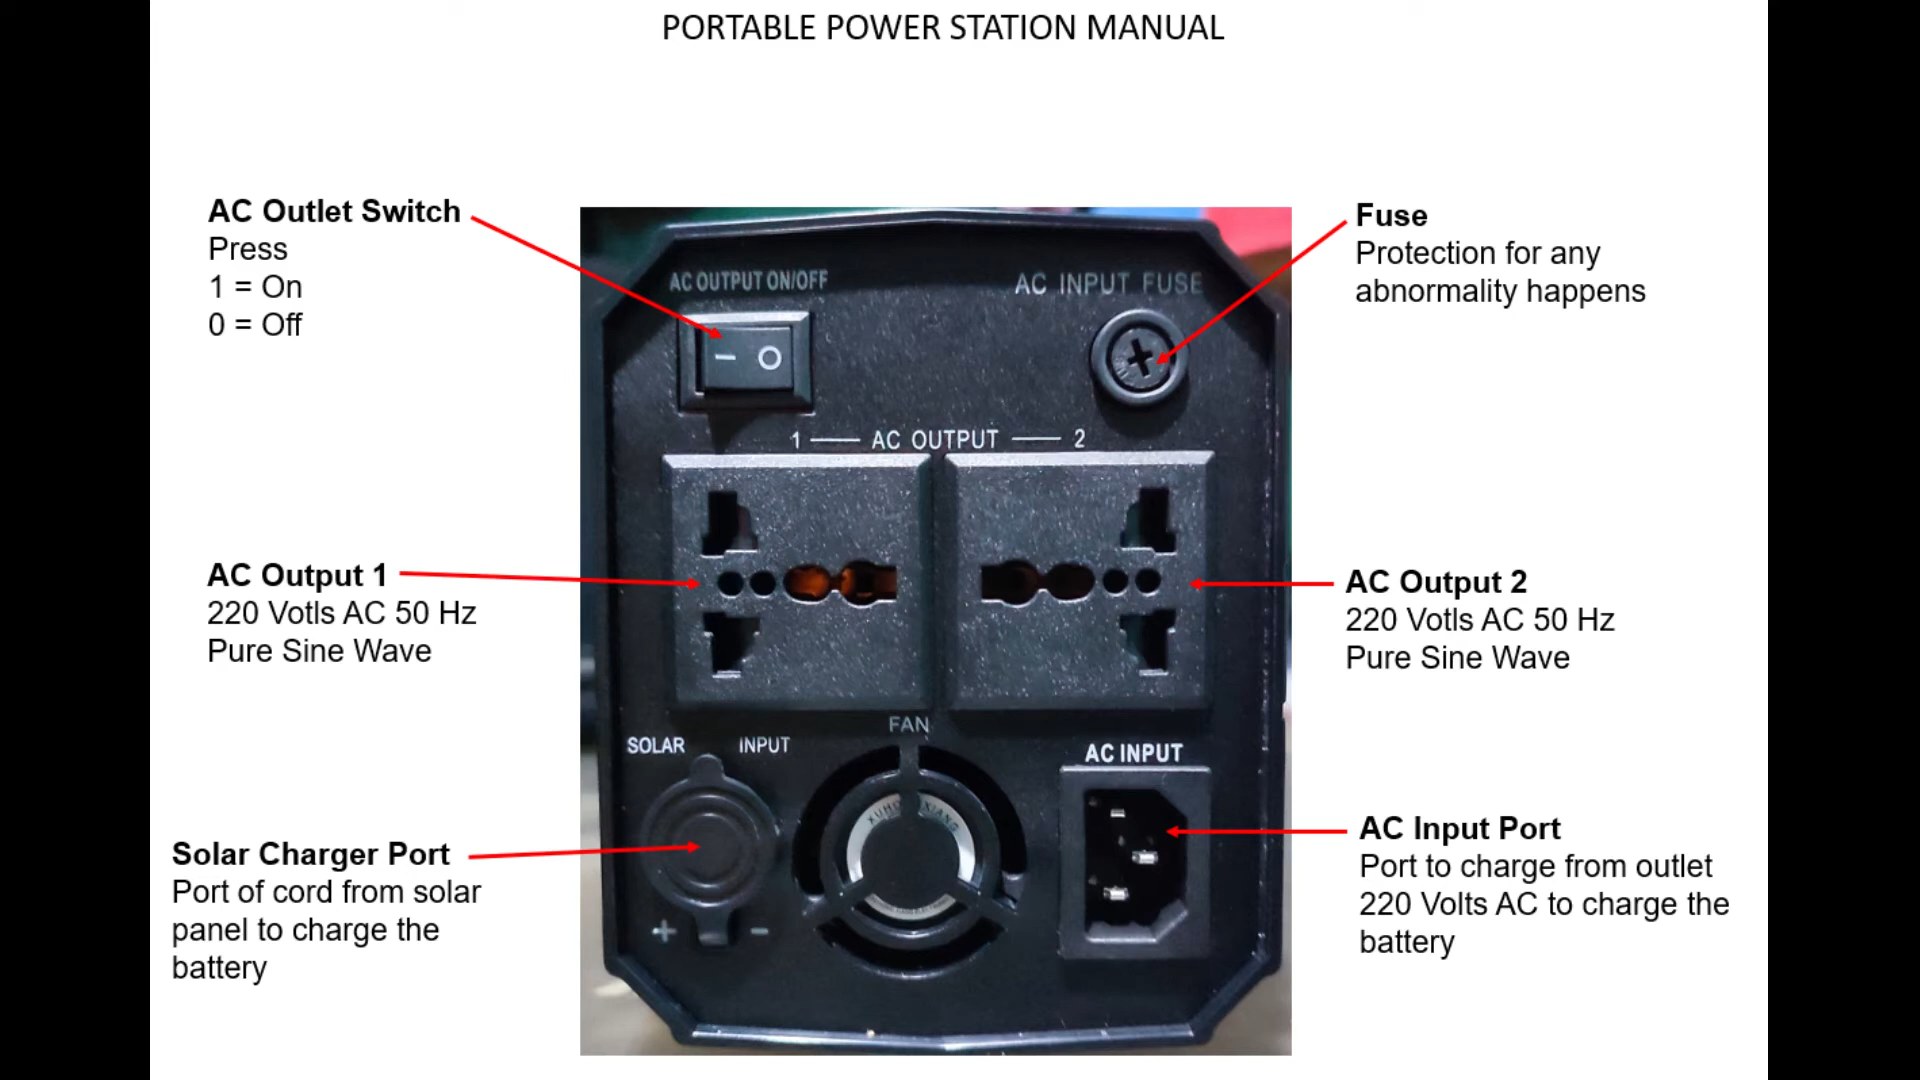 PORTABLE POWER STATION MANUAL
AC Outlet Switch
Press
1 = On
0 = Off
Fuse
Protection for any
abnormality happens
AC OUTPUT ON/OFF
AC INPUT FUSE
1 AC OUTPUT 2
AC Output 1
220 Votls AC 50 Hz
Pure Sine Wave
AC Output 2
220 Votls AC 50 Hz
Pure Sine Wave
FAN
SOLAR INPUT
AC INPUT
Solar Charger Port
Port of cord from solar
panel to charge the
battery
+ -
AC Input Port
Port to charge from outlet
220 Volts AC to charge the
battery